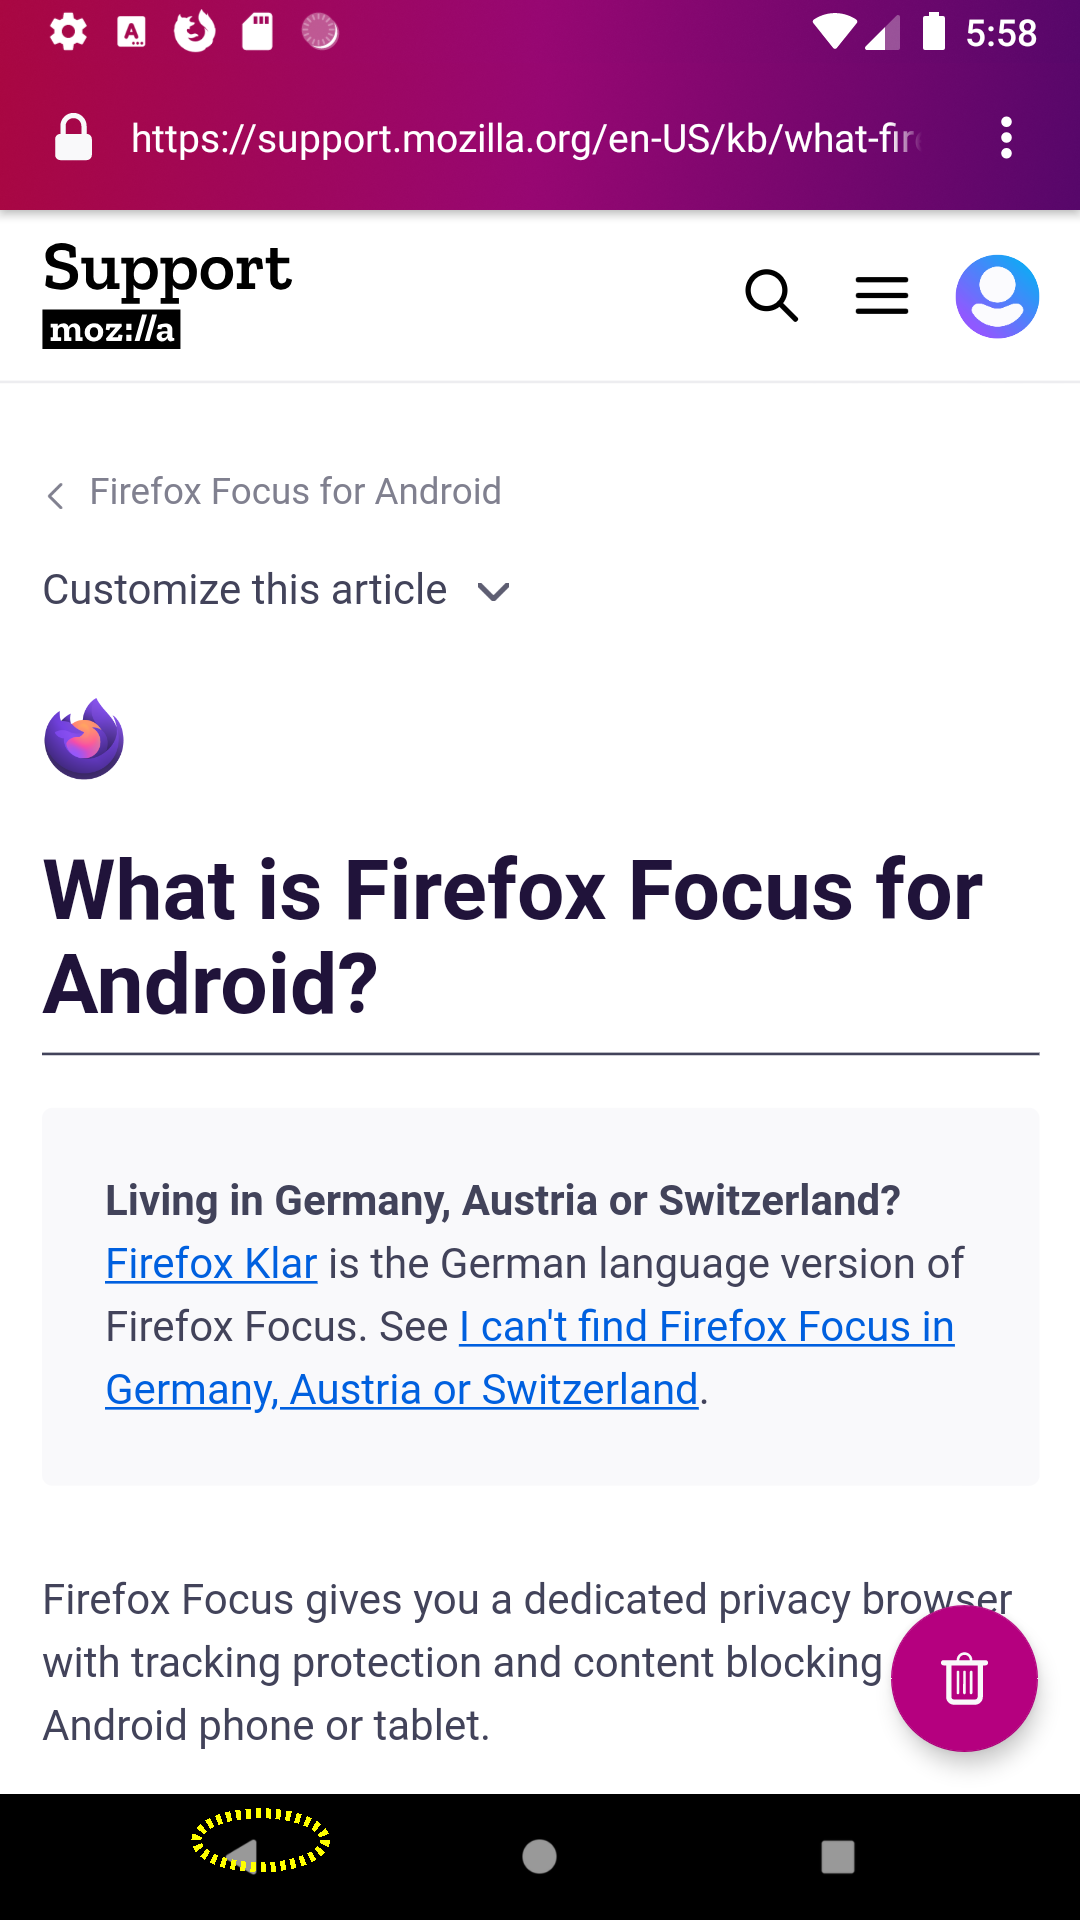 5:58
https://support.mozilla.org/en-US/kb/what-fir
Support
moz://a
Firefox Focus for Android
Customize this article
What is Firefox Focus for
Android?
Living in Germany, Austria or Switzerland?
Firefox Klar is the German language version of
Firefox Focus. See I can't find Firefox Focus in
Germany, Austria or Switzerland.
Firefox Focus gives you a dedicated privacy browser
with tracking protection and content blocking
Android phone or tablet.